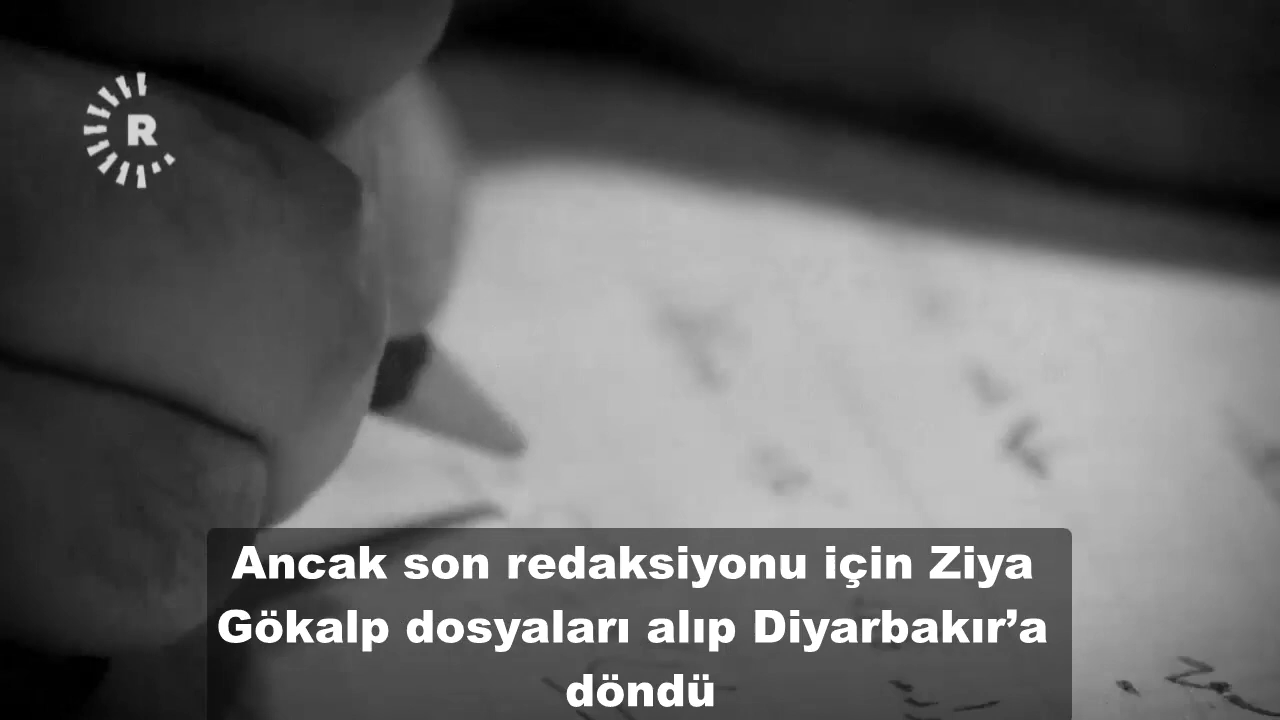 R
Ancak son redaksiyonu için Ziya
Gökalp dosyaları alıp Diyarbakır’a
döndü